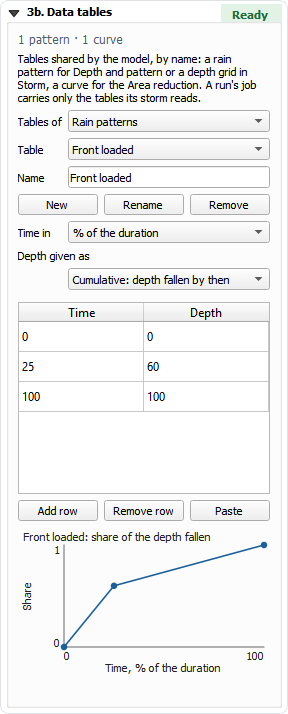 3b. Data tables
Ready
1 pattern · 1 curve
Tables shared by the model, by name: a rain
pattern for Depth and pattern or a depth grid in
Storm, a curve for the Area reduction. A run's job
carries only the tables its storm reads.
Tables of Rain patterns
Table Front loaded
Name Front loaded
New Rename Remove
Time in % of the duration
Depth given as
Cumulative: depth fallen by then
Time Depth
0 0
25 60
100 100
Add row Remove row Paste
Front loaded: share of the depth fallen
1
Share
0
0 100
Time, % of the duration